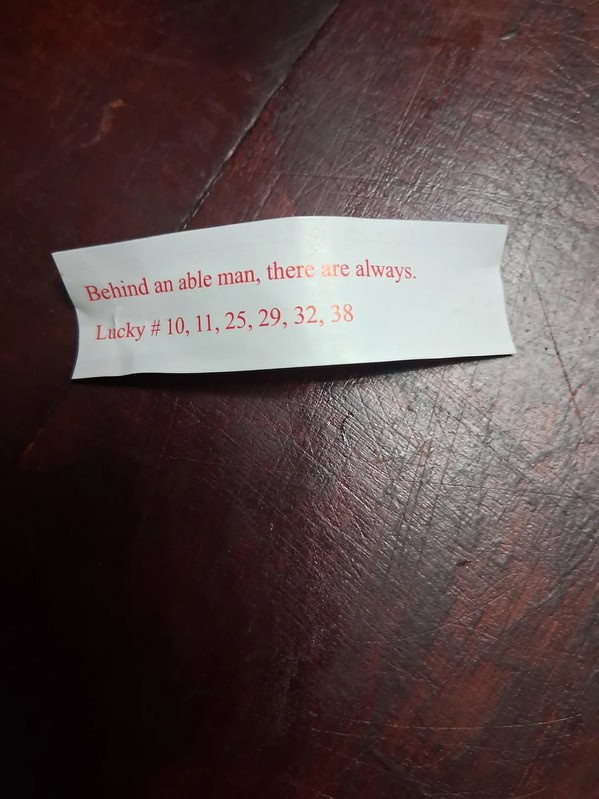 Behind an able man, there are always.
Lucky # 10, 11, 25, 29, 32, 38